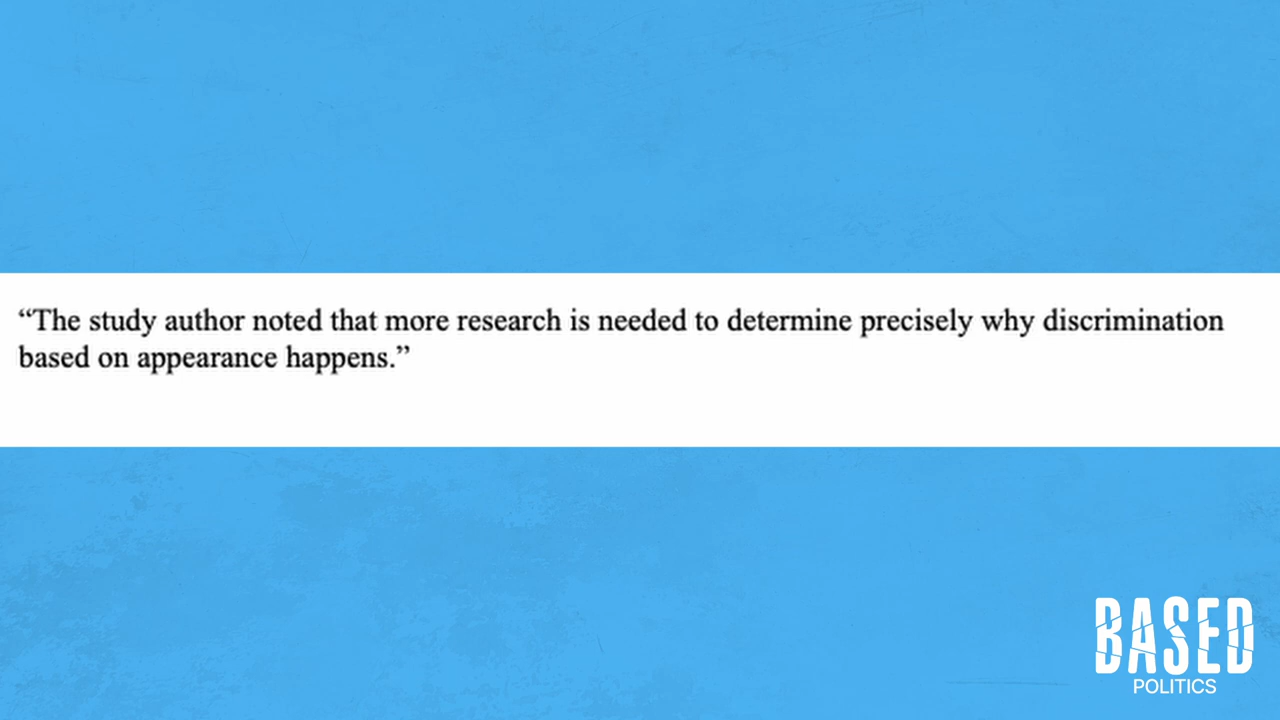 “The study author noted that more research is needed to determine precisely why discrimination
based on appearance happens.”
BASED
POLITICS